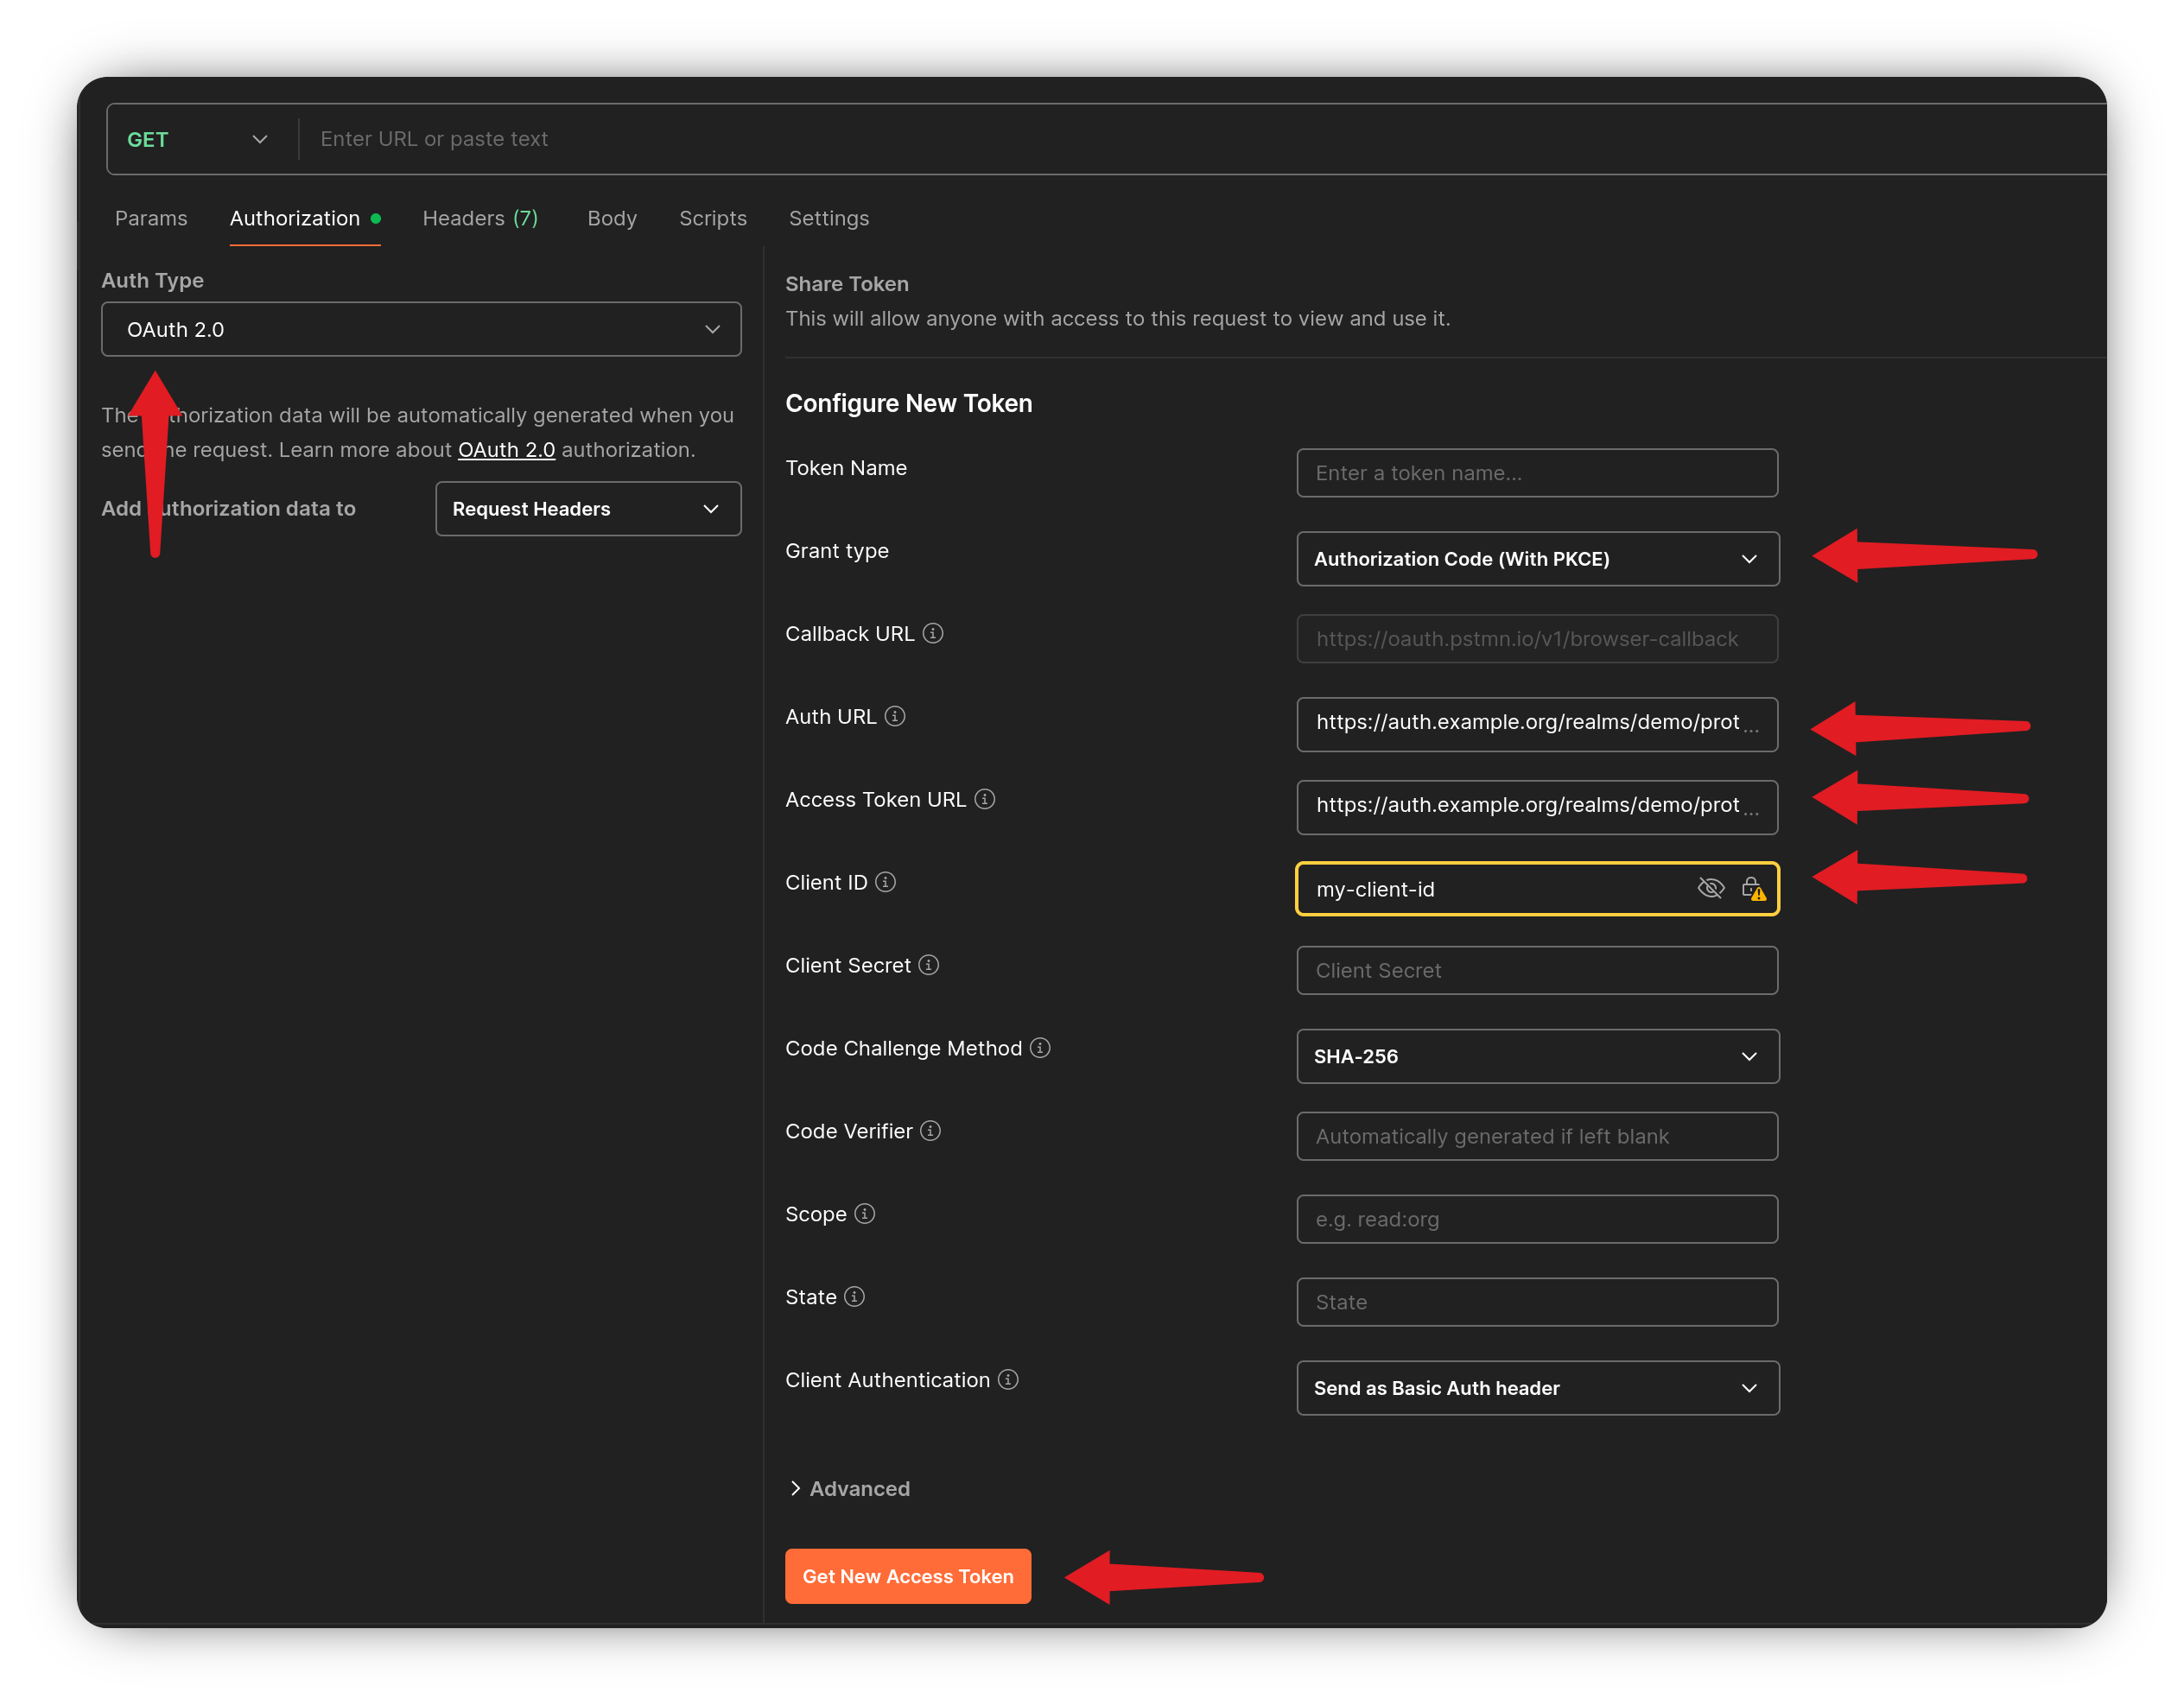 GET
Enter URL or paste text
Params
Authorization
Headers (7)
Body
Scripts
Settings
Auth Type
OAuth 2.0
The authorization data will be automatically generated when you
send the request. Learn more about OAuth 2.0 authorization.
Add authorization data to
Request Headers
Share Token
This will allow anyone with access to this request to view and use it.
Configure New Token
Token Name
Enter a token name...
Grant type
Authorization Code (With PKCE)
Callback URL
https://oauth.pstmn.io/v1/browser-callback
Auth URL
https://auth.example.org/realms/demo/prot...
Access Token URL
https://auth.example.org/realms/demo/prot...
Client ID
my-client-id
Client Secret
Client Secret
Code Challenge Method
SHA-256
Code Verifier
Automatically generated if left blank
Scope
e.g. read:org
State
State
Client Authentication
Send as Basic Auth header
Advanced
Get New Access Token